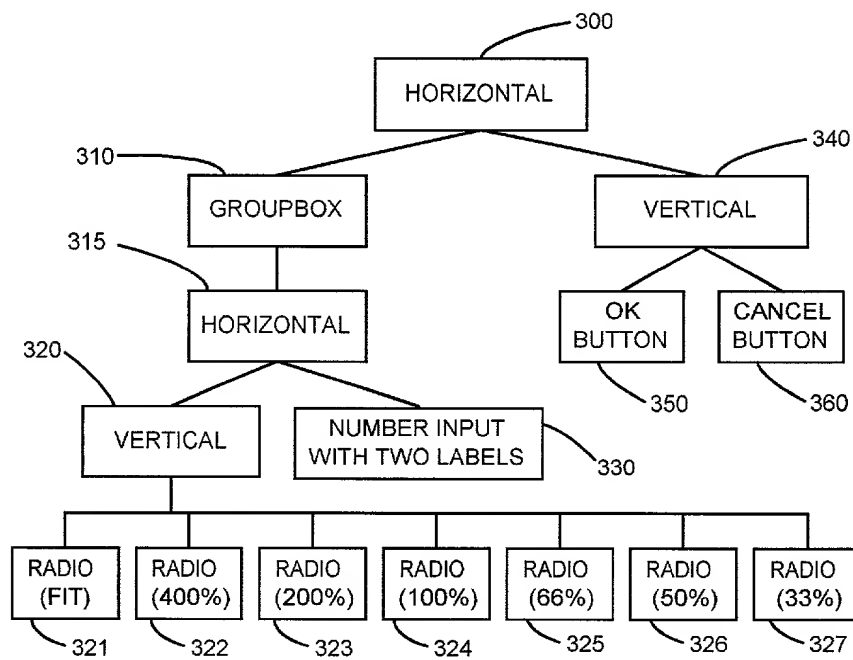 300
HORIZONTAL
310
340
GROUPBOX
VERTICAL
315
HORIZONTAL
OK
BUTTON
CANCEL
BUTTON
320
350
360
VERTICAL
NUMBER INPUT
WITH TWO LABELS
330
RADIO
(FIT)
RADIO
(400%)
RADIO
(200%)
RADIO
(100%)
RADIO
(66%)
RADIO
(50%)
RADIO
(33%)
321
322
323
324
325
326
327